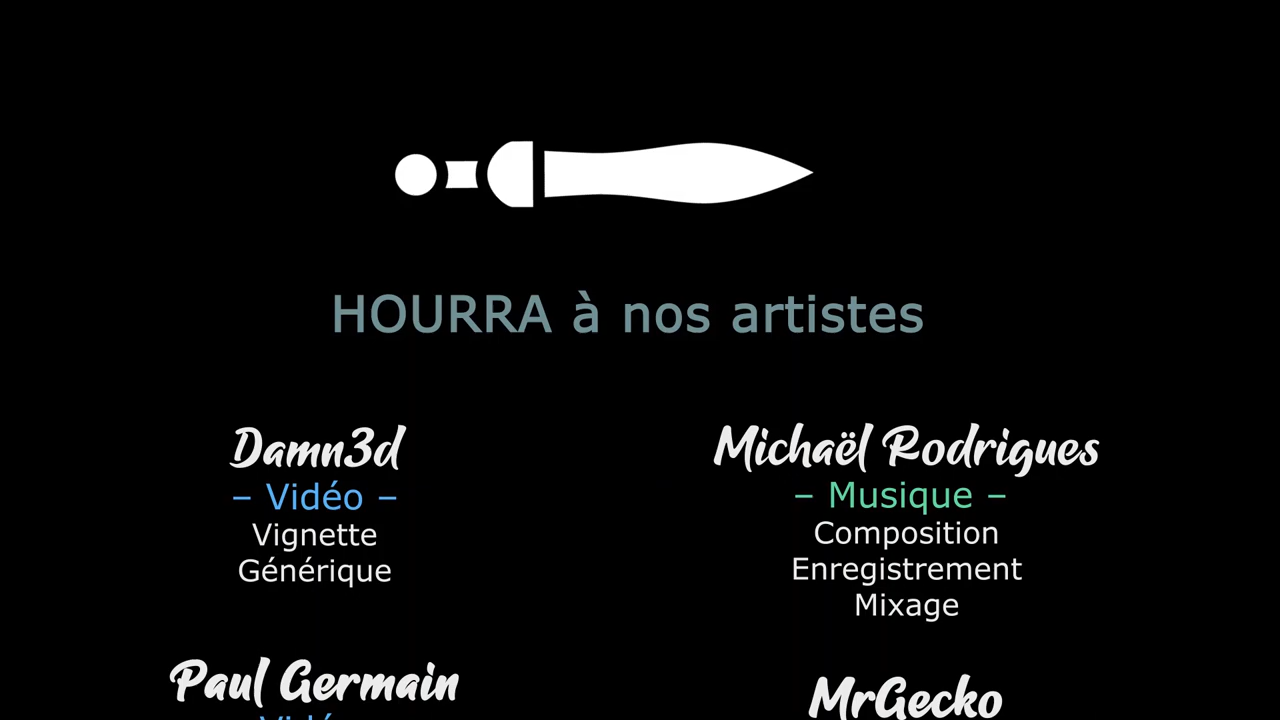 HOURRA à nos artistes
Damn3d
– Vidéo –
Vignette
Générique
Michaël Rodrigues
– Musique –
Composition
Enregistrement
Mixage
Paul Germain
MrGecko